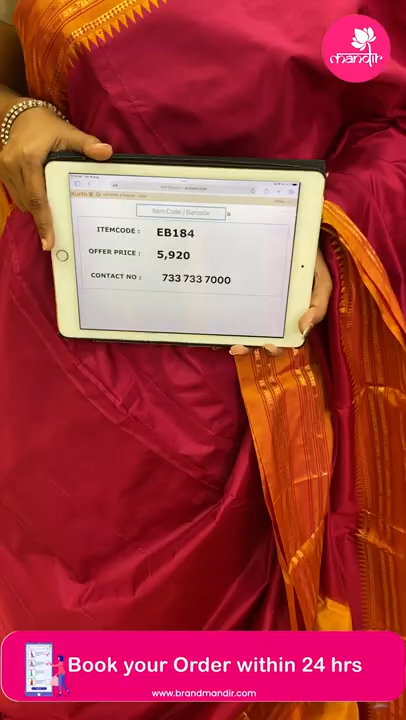 mandir
Item Code / Barcode
ITEMCODE : EB184
OFFER PRICE : 5,920
CONTACT NO : 733 733 7000
Book your Order within 24 hrs
www.brandmandir.com